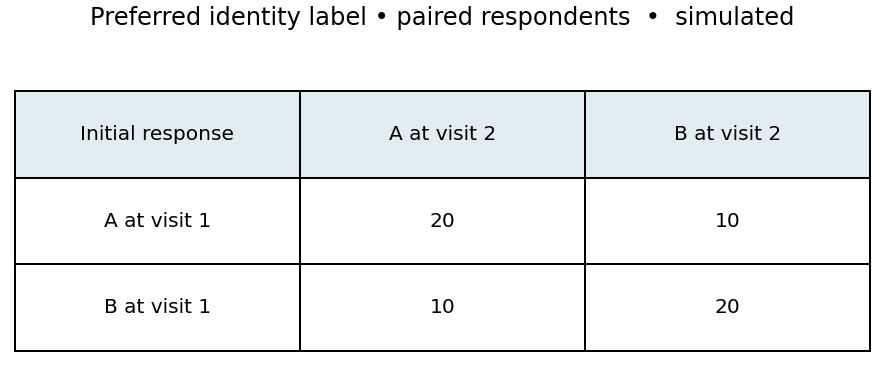 Preferred identity label • paired respondents • simulated
Initial response A at visit 2 B at visit 2
A at visit 1 20 10
B at visit 1 10 20